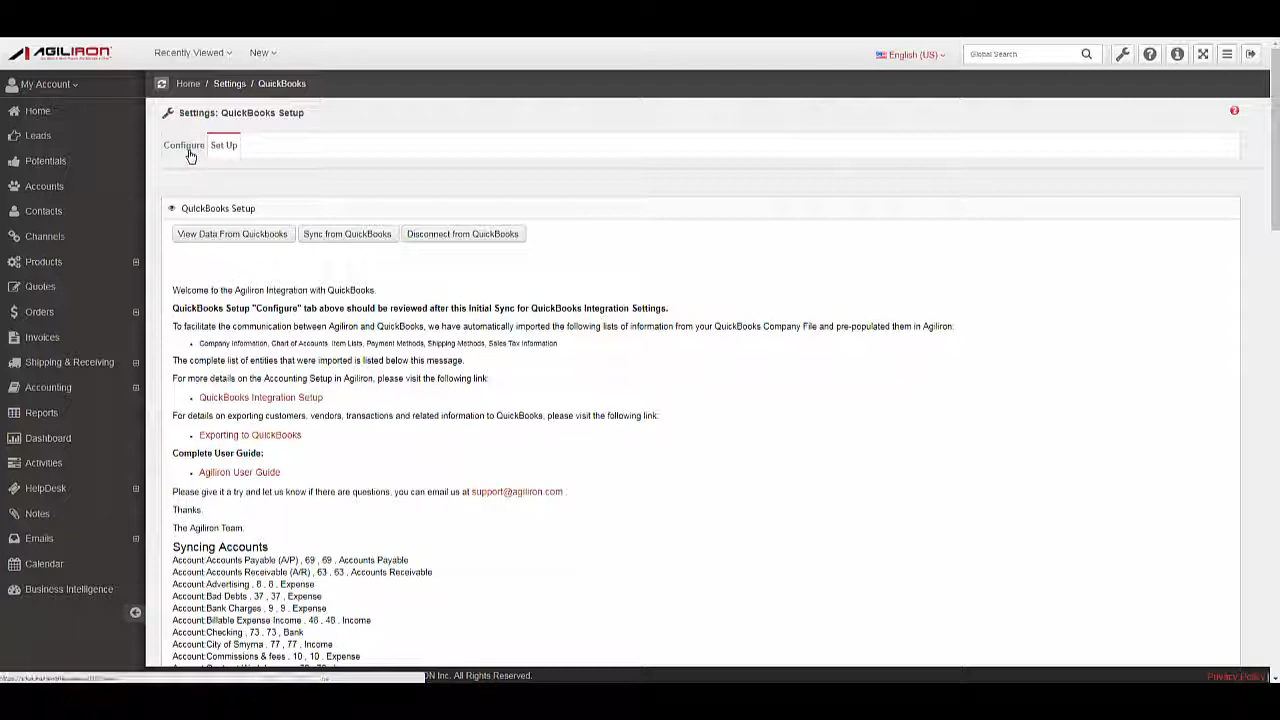 AGILIRON
Recently Viewed
New
English (US)
Global Search
My Account
Home / Settings / QuickBooks
Home
Leads
Potentials
Accounts
Contacts
Channels
Products
Quotes
Orders
Invoices
Shipping & Receiving
Accounting
Reports
Dashboard
Activities
HelpDesk
Notes
Emails
Calendar
Business Intelligence
Settings: QuickBooks Setup
Configure
Set Up
QuickBooks Setup
View Data From Quickbooks
Sync from QuickBooks
Disconnect from QuickBooks
Welcome to the Agiliron Integration with QuickBooks.
QuickBooks Setup "Configure" tab above should be reviewed after this Initial Sync for QuickBooks Integration Settings.
To facilitate the communication between Agiliron and QuickBooks, we have automatically imported the following lists of information from your QuickBooks Company File and pre-populated them in Agiliron:
Company Information, Chart of Accounts, Item Lists, Payment Methods, Shipping Methods, Sales Tax Information
The complete list of entities that were imported is listed below this message.
For more details on the Accounting Setup in Agiliron, please visit the following link:
QuickBooks Integration Setup
For details on exporting customers, vendors, transactions and related information to QuickBooks, please visit the following link:
Exporting to QuickBooks
Complete User Guide:
Agiliron User Guide
Please give it a try and let us know if there are questions, you can email us at support@agiliron.com .
Thanks.
The Agiliron Team.
Syncing Accounts
Account:Accounts Payable (A/P) , 69 , 69 , Accounts Payable
Account:Accounts Receivable (A/R) , 63 , 63 , Accounts Receivable
Account:Advertising , 8 , 8 , Expense
Account:Bad Debts , 37 , 37 , Expense
Account:Bank Charges , 9 , 9 , Expense
Account:Billable Expense Income , 46 , 46 , Income
Account:Checking , 73 , 73 , Bank
Account:City of Smyrna , 77 , 77 , Income
Account:Commissions & fees , 10 , 10 , Expense
ON Inc. All Rights Reserved.
Privacy Policy